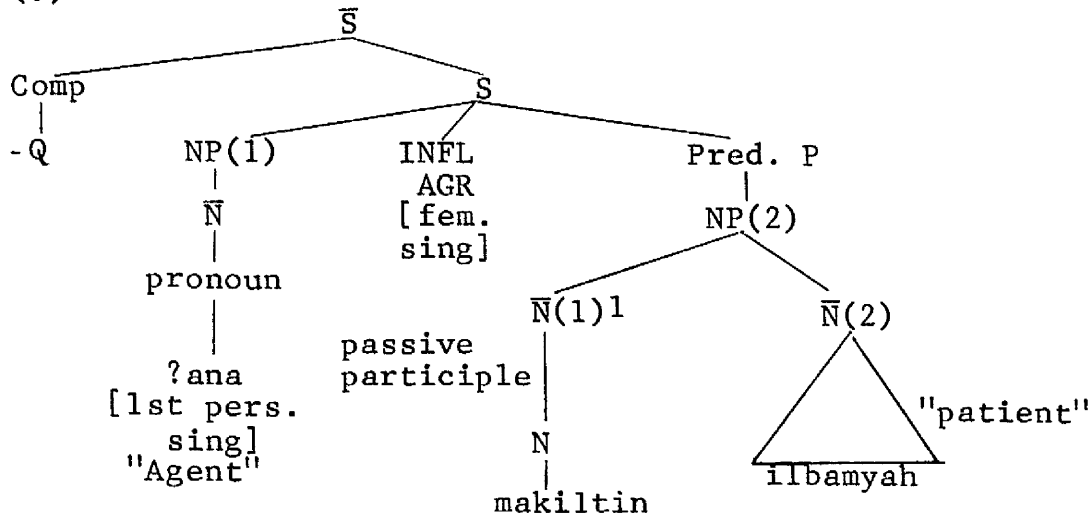 S̅
Comp S
-Q NP(1) INFL Pred. P
AGR
[fem.
sing]
N̅ NP(2)
pronoun
N̅(1)1 N̅(2)
passive
participle
?ana
[1st pers.
sing]
"Agent"
"patient"
N
ilbamyah
makiltin